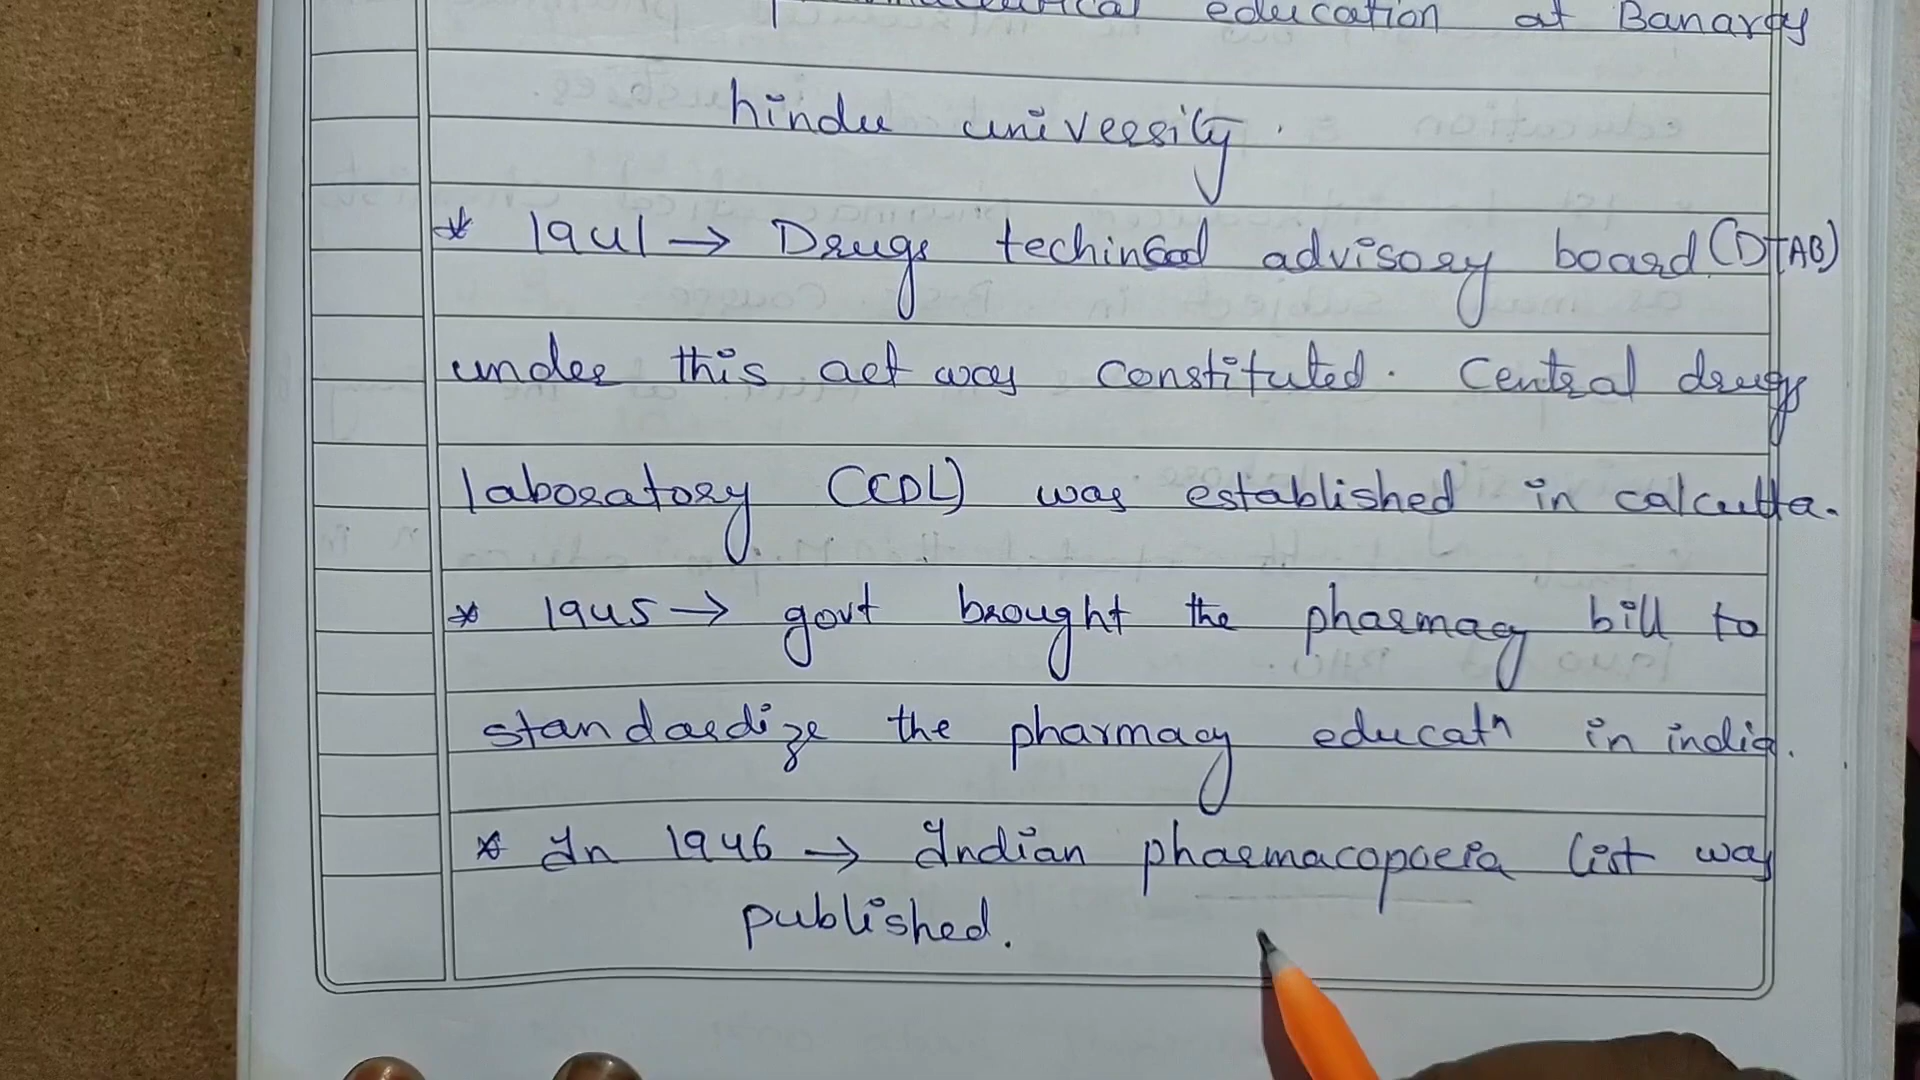 education at Banaras
hindu university.
* 1941 → Drugs techincal advisory board (DTAB)
under this act was constituted. Central drugs
laboratory (CDL) was established in calcutta.
* 1945 → govt brought the pharmacy bill to
standardize the pharmacy educatn in india.
* In 1946 → Indian pharmacopoeia list was
published.